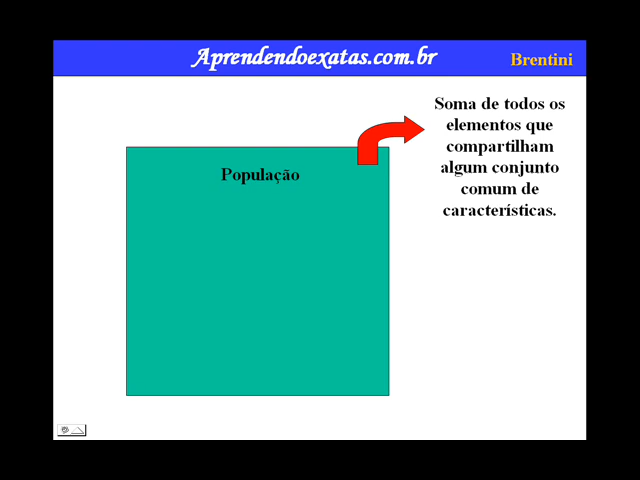 Aprendendoexatas.com.br
Brentini
Soma de todos os
elementos que
compartilham
algum conjunto
comum de
características.
População